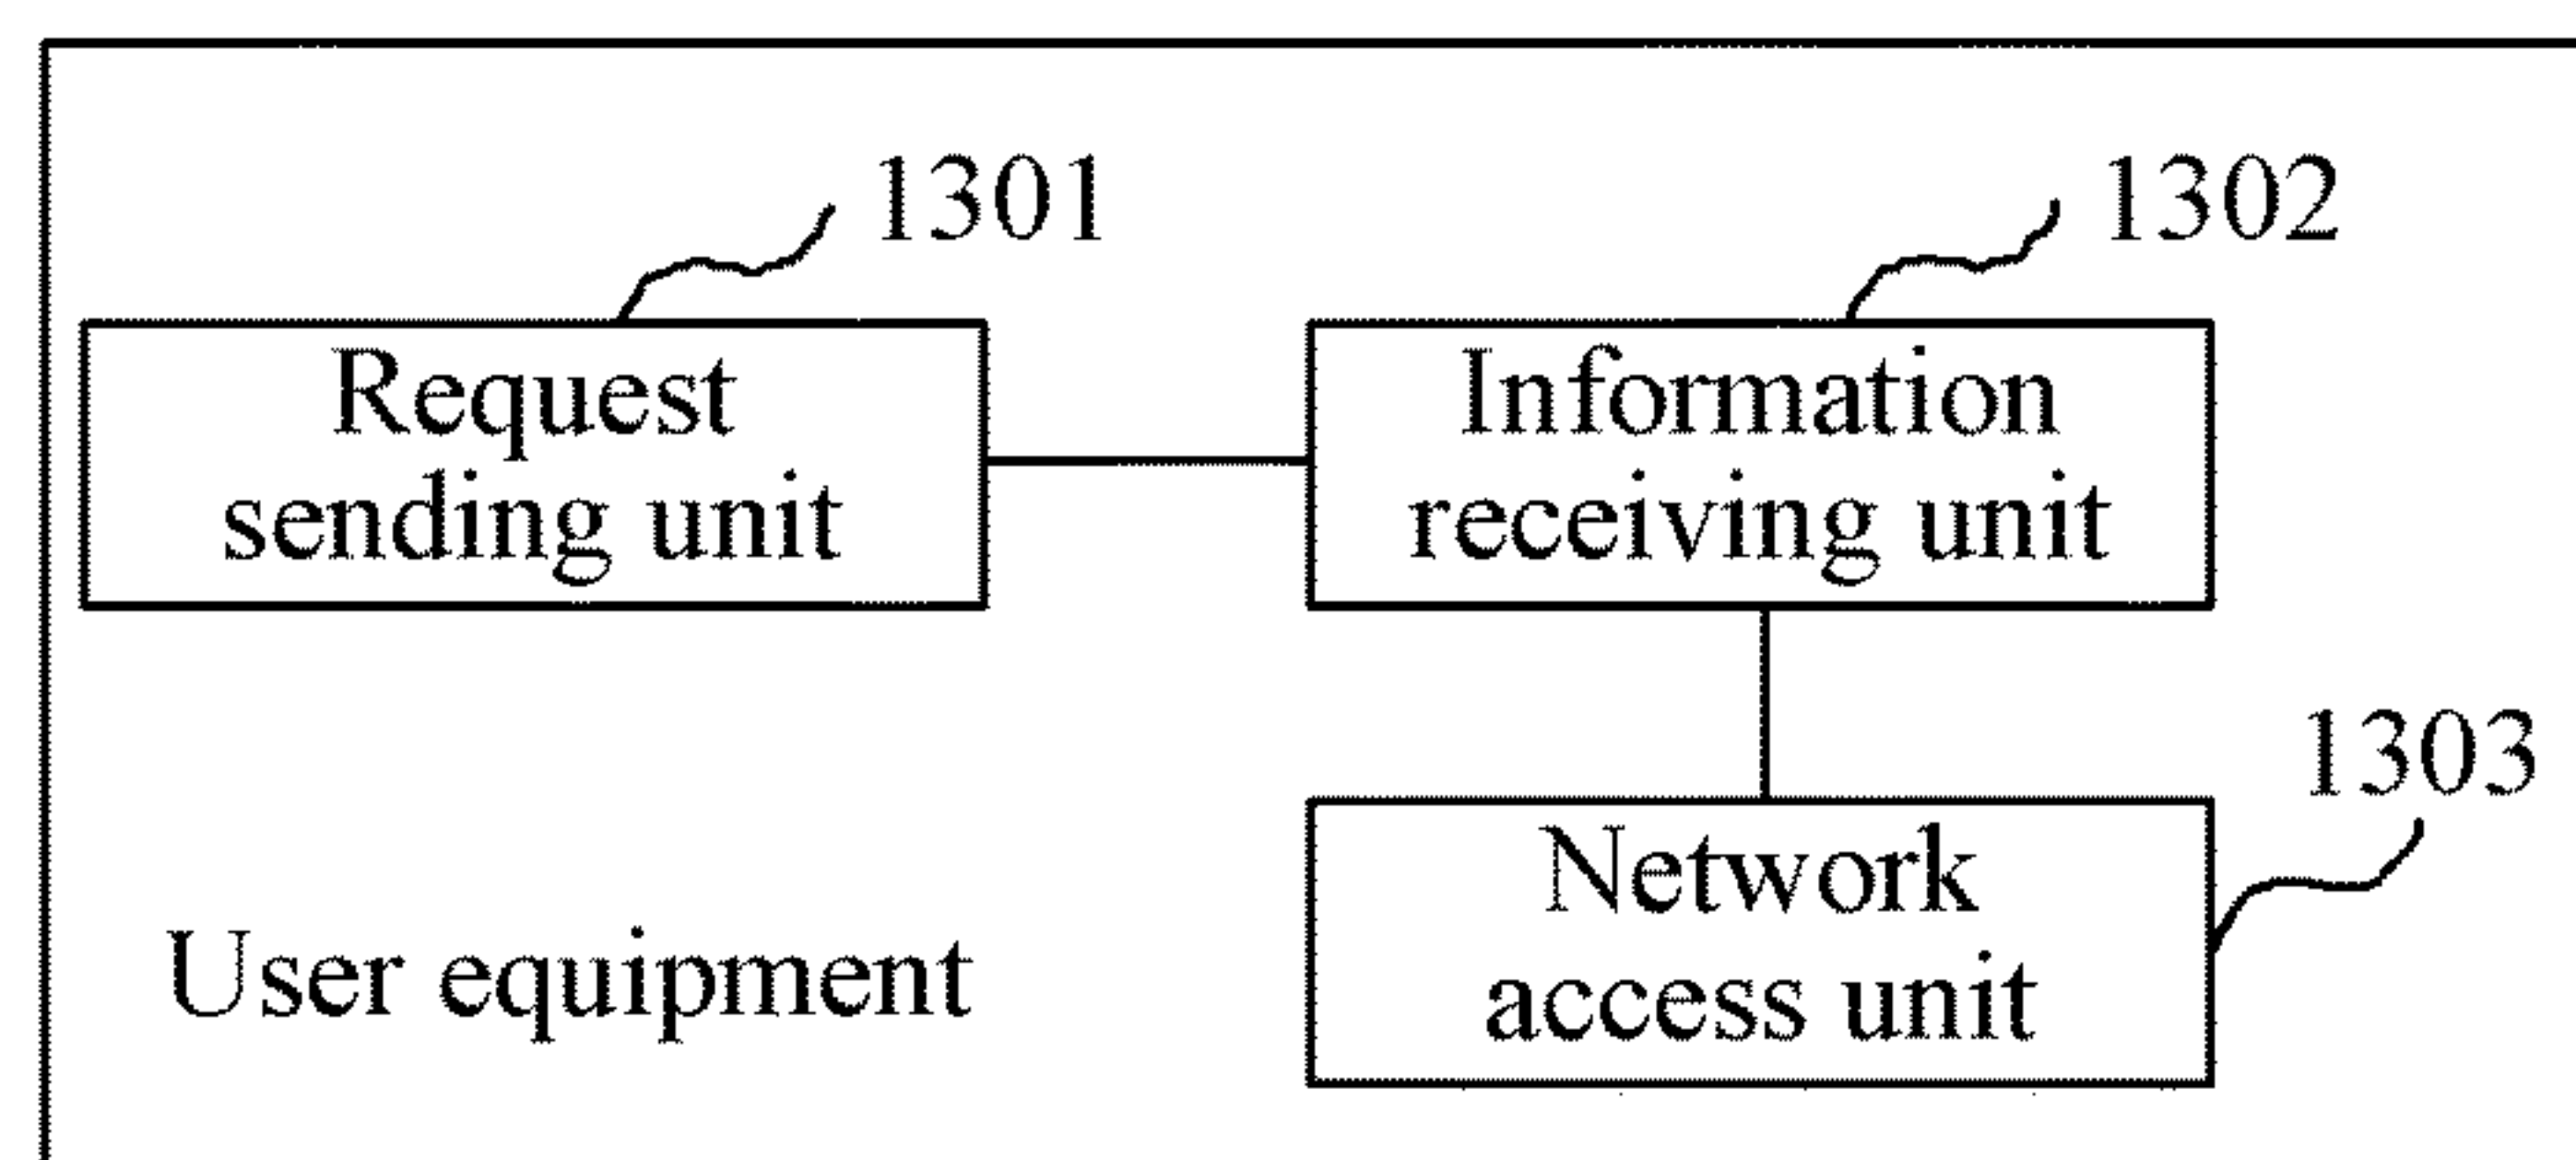 1301
1302
Request
sending unit
Information
receiving unit
1303
Network
access unit
User equipment